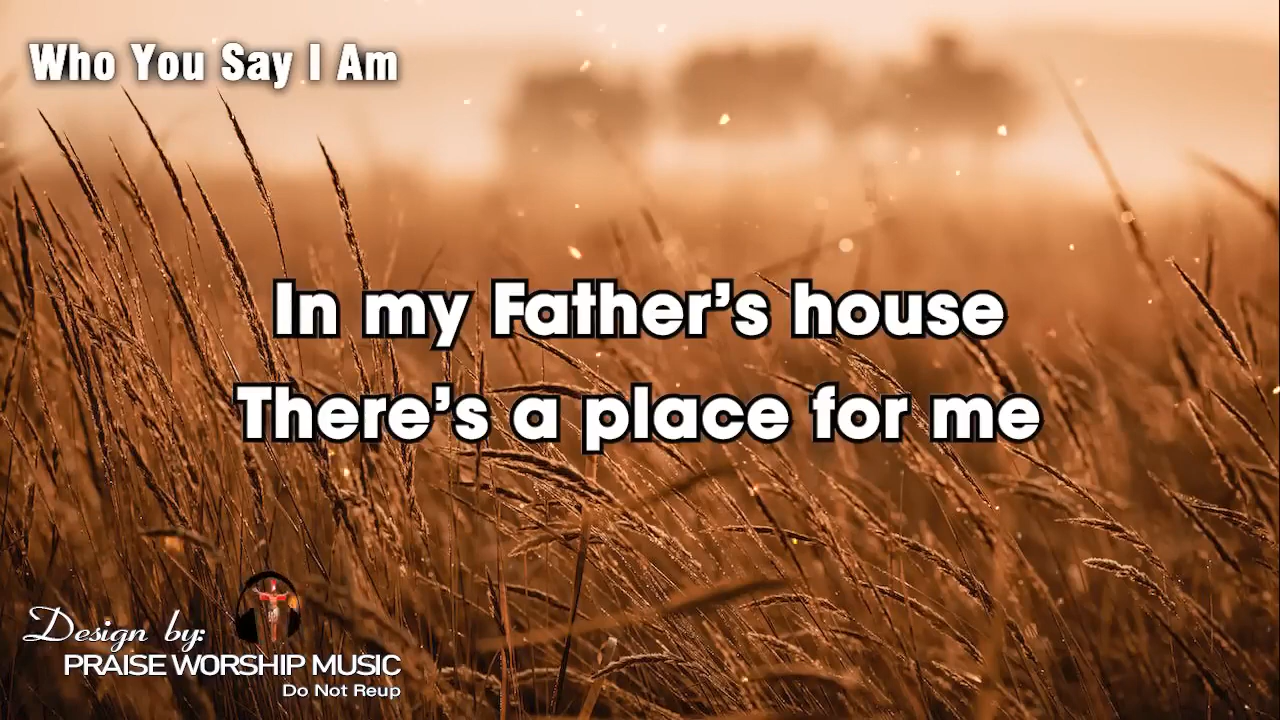 Who You Say I Am
In my Father’s house
There’s a place for me
Design by:
PRAISE WORSHIP MUSIC
Do Not Reup